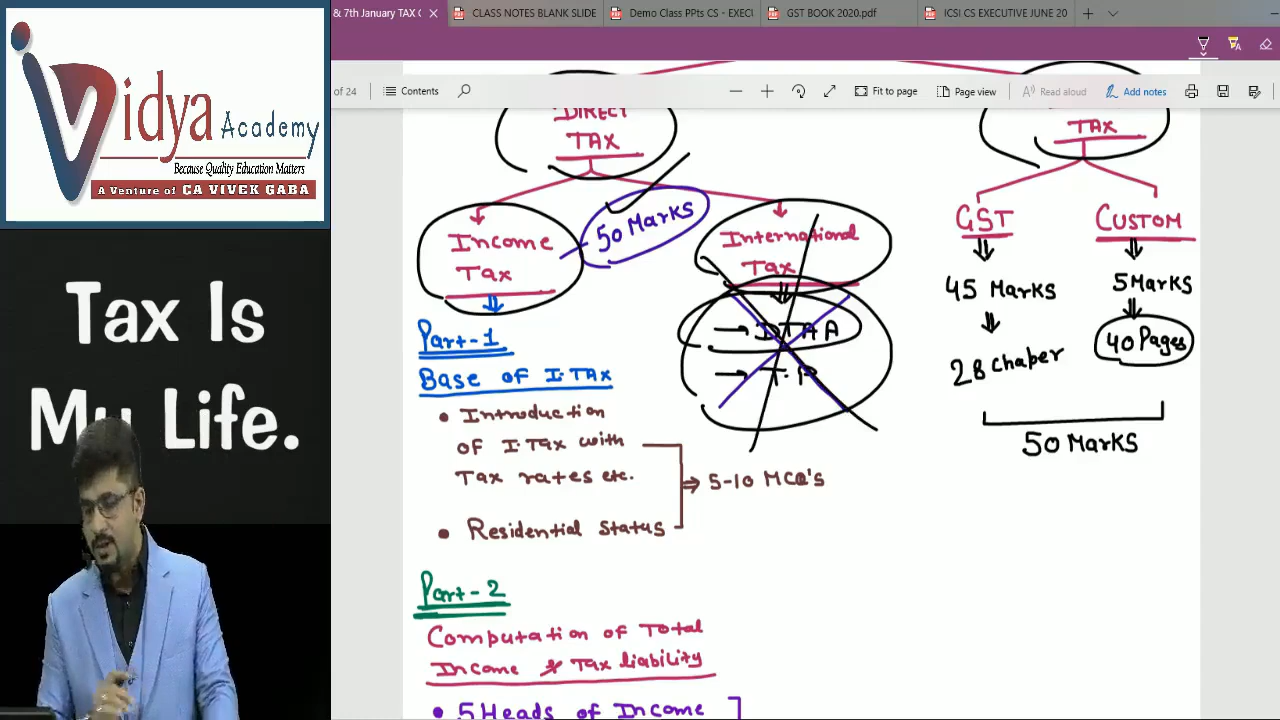 & 7th January TAX C
CLASS NOTES BLANK SLIDE
Demo Class PPts CS - EXECU
GST BOOK 2020.pdf
ICSI CS EXECUTIVE JUNE 20
of 24
Contents
Fit to page
Page view
Read aloud
Add notes
Vidya Academy
Because Quality Education Matters
A Venture of CA VIVEK GABA
Tax Is
My Life.
DIRECT
TAX
TAX
Income
Tax
50 Marks
International
Tax
→ DTAA
→ T.P
GST
45 Marks
28 Chaper
CUSTOM
5 Marks
40 Pages
50 Marks
Part-1
Base of I.TAX
• Introduction
of I.Tax with
Tax rates etc.
• Residential Status
⇒ 5-10 MCQ's
Part-2
Computation of Total
Income & Tax liability
• 5 Heads of Income